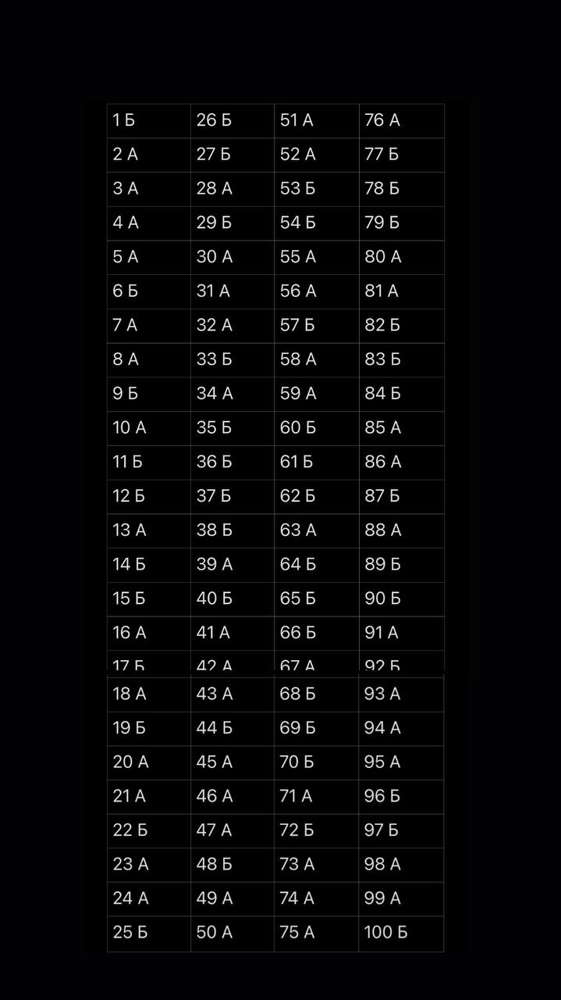 1 Б 26 Б 51 А 76 А
2 А 27 Б 52 А 77 Б
3 А 28 А 53 Б 78 Б
4 А 29 Б 54 Б 79 Б
5 А 30 А 55 А 80 А
6 Б 31 А 56 А 81 А
7 А 32 А 57 Б 82 Б
8 А 33 Б 58 А 83 Б
9 Б 34 А 59 А 84 Б
10 А 35 Б 60 Б 85 А
11 Б 36 Б 61 Б 86 А
12 Б 37 Б 62 Б 87 Б
13 А 38 Б 63 А 88 А
14 Б 39 А 64 Б 89 Б
15 Б 40 Б 65 Б 90 Б
16 А 41 А 66 Б 91 А
17 Б 42 А 67 А 92 Б
18 А 43 А 68 Б 93 А
19 Б 44 Б 69 Б 94 А
20 А 45 А 70 Б 95 А
21 А 46 А 71 А 96 Б
22 Б 47 А 72 Б 97 Б
23 А 48 Б 73 А 98 А
24 А 49 А 74 А 99 А
25 Б 50 А 75 А 100 Б